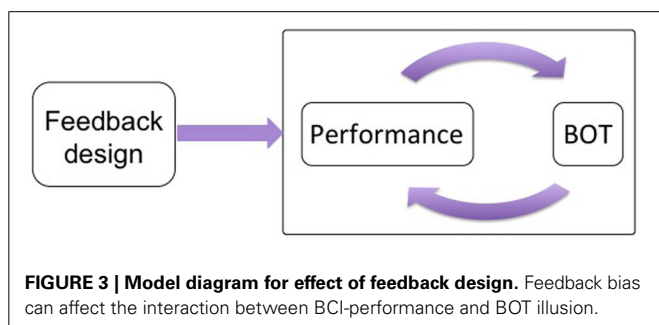 Feedback
design
Performance
BOT
FIGURE 3 | Model diagram for effect of feedback design. Feedback bias
can affect the interaction between BCI-performance and BOT illusion.